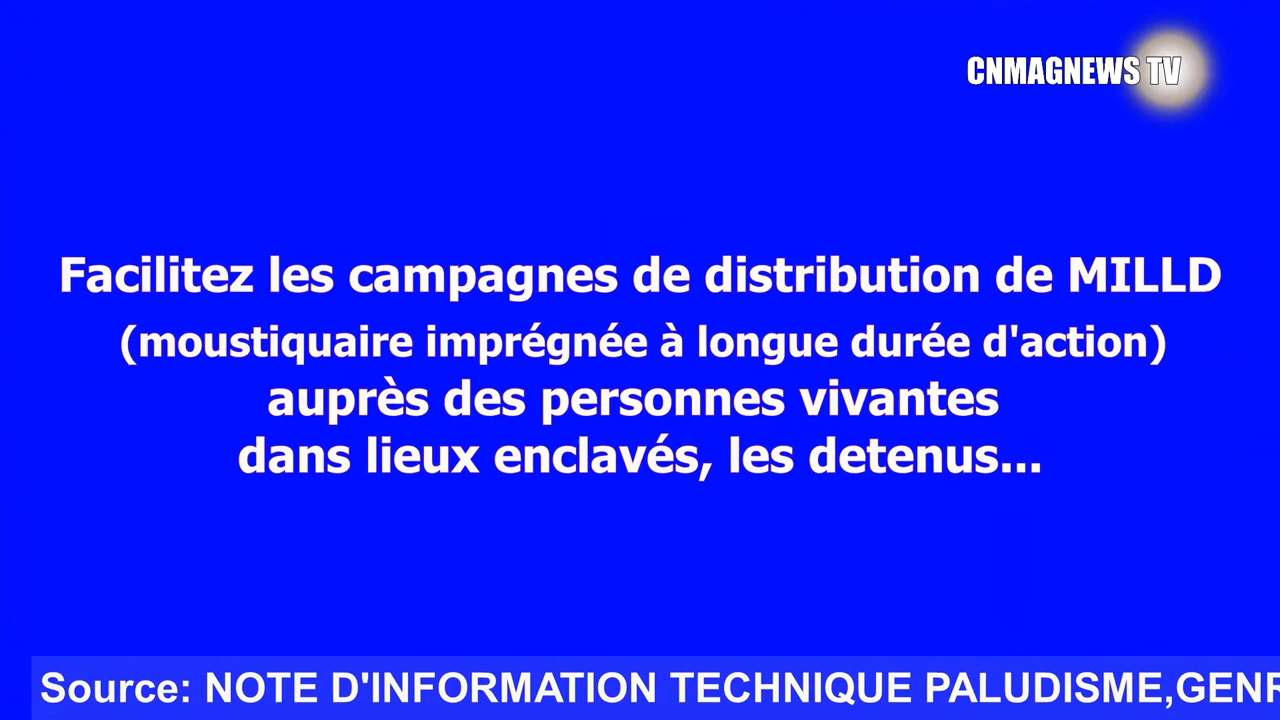 CNMAGNEWS TV
Facilitez les campagnes de distribution de MILLD
(moustiquaire imprégnée à longue durée d'action)
auprès des personnes vivantes
dans lieux enclavés, les detenus...
Source: NOTE D'INFORMATION TECHNIQUE PALUDISME,